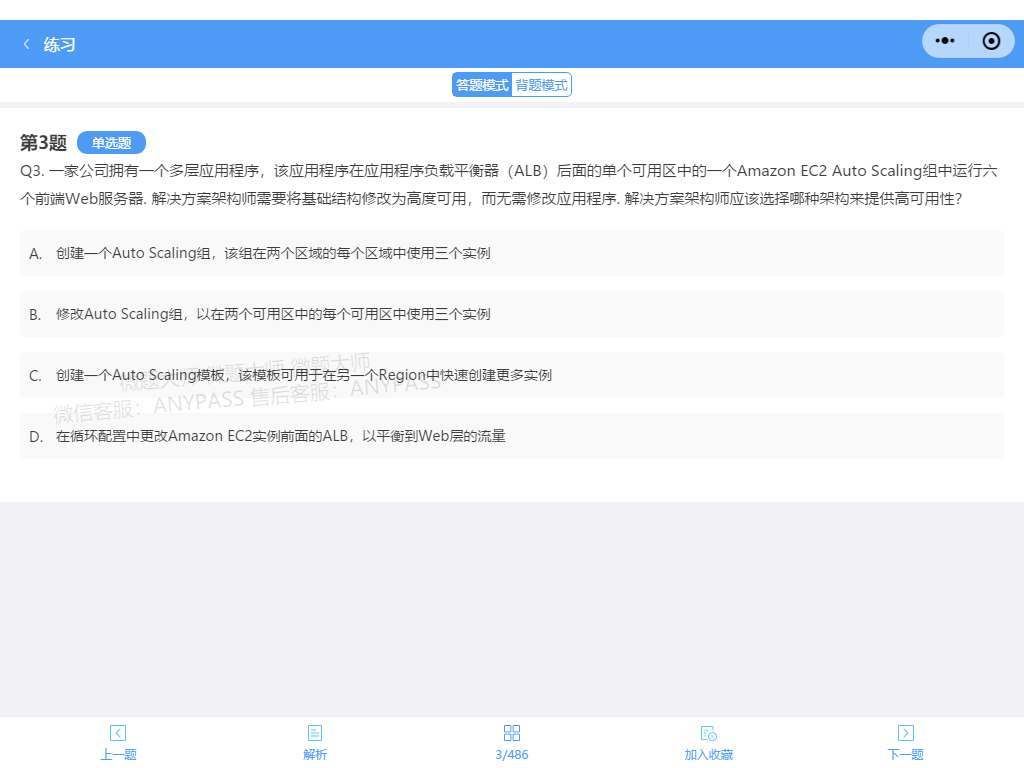 练习
答题模式 背题模式
第3题 单选题
Q3. 一家公司拥有一个多层应用程序，该应用程序在应用程序负载平衡器（ALB）后面的单个可用区中的一个Amazon EC2 Auto Scaling组中运行六
个前端Web服务器. 解决方案架构师需要将基础结构修改为高度可用，而无需修改应用程序. 解决方案架构师应该选择哪种架构来提供高可用性？
A. 创建一个Auto Scaling组，该组在两个区域的每个区域中使用三个实例
B. 修改Auto Scaling组，以在两个可用区中的每个可用区中使用三个实例
微题大师 微题大师 微题大师
C. 创建一个Auto Scaling模板，该模板可用于在另一个Region中快速创建更多实例
微信客服：ANYPASS 售后客服：ANYPASS
D. 在循环配置中更改Amazon EC2实例前面的ALB，以平衡到Web层的流量
上一题 解析 3/486 加入收藏 下一题